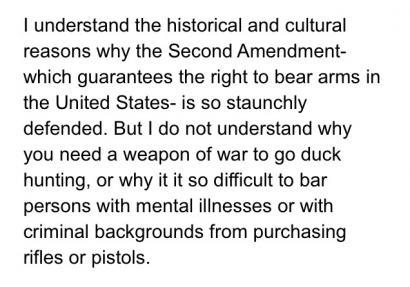 I understand the historical and cultural
reasons why the Second Amendment-
which guarantees the right to bear arms in
the United States- is so staunchly
defended. But I do not understand why
you need a weapon of war to go duck
hunting, or why it it so difficult to bar
persons with mental illnesses or with
criminal backgrounds from purchasing
rifles or pistols.